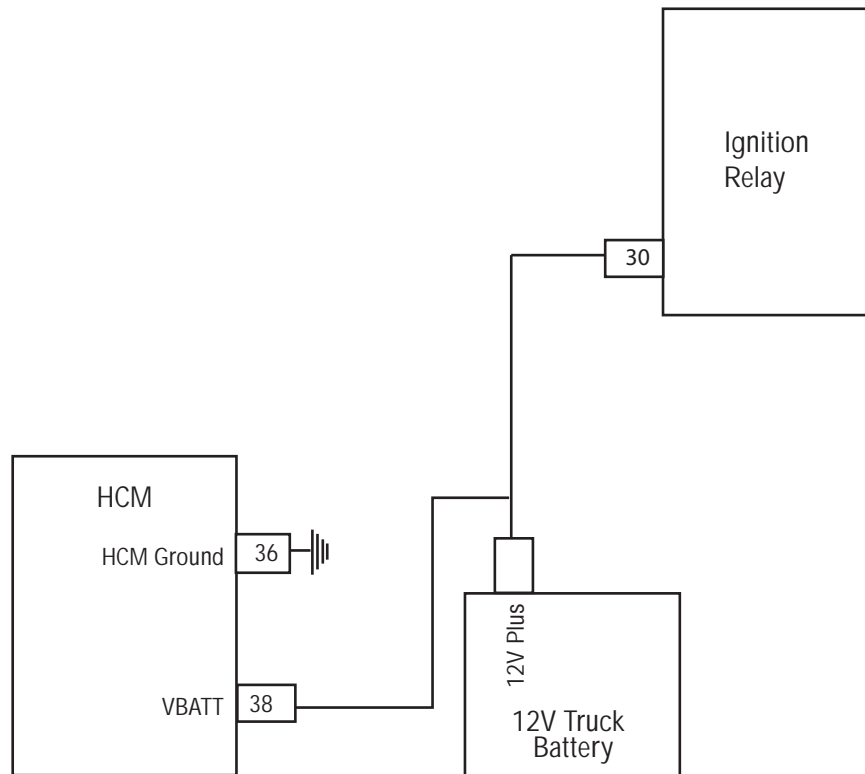 Ignition
Relay
30
HCM
HCM Ground
36
VBATT
38
12V Plus
12V Truck
Battery